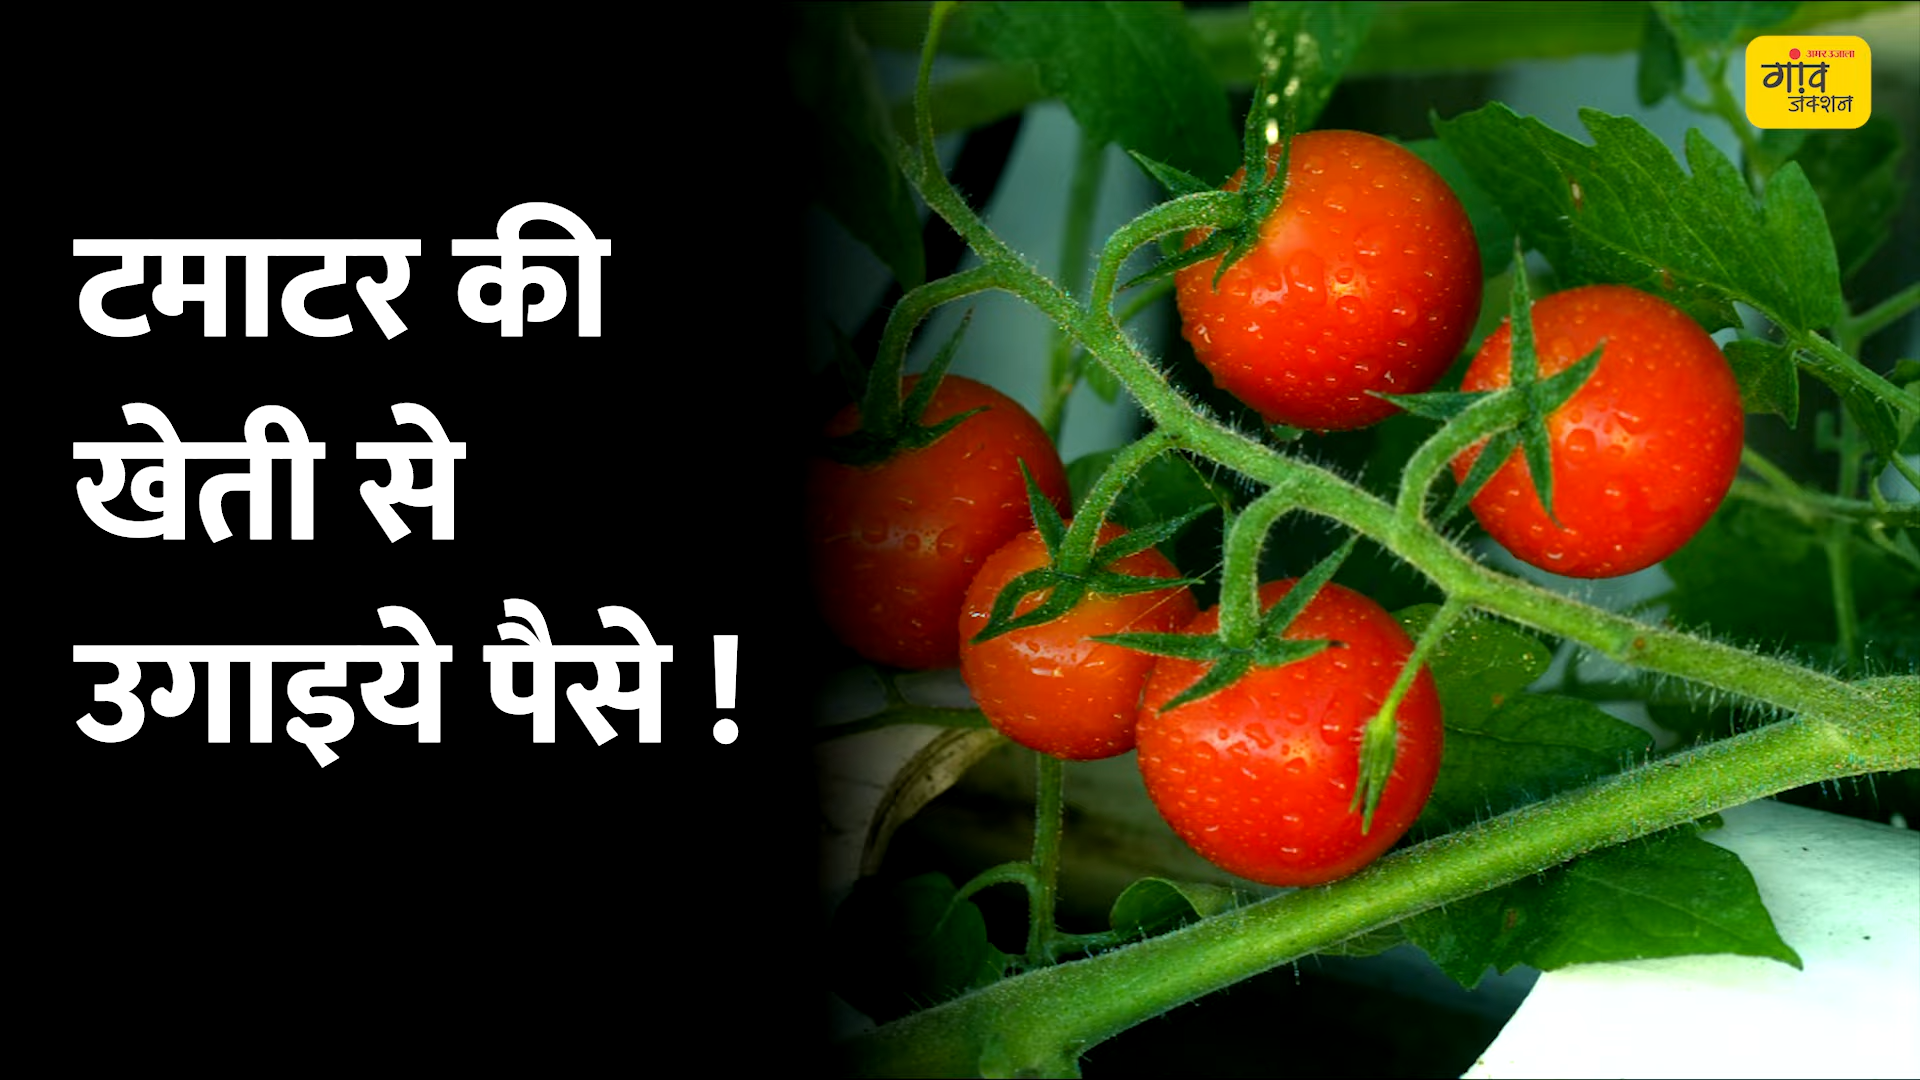 टमाटर की
खेती से
उगाइये पैसे !
अमर उजाला
गांव
जंक्शन